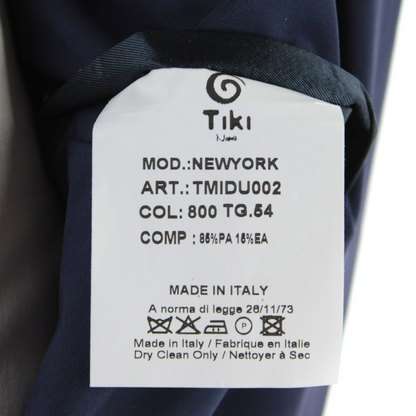 Tiki
MOD.:NEWYORK
ART.: TMIDU002
COL: 800 TG.54
COMP : 85%PA 15%EA
MADE IN ITALY
A norma di legge 26/11/73
P
Made in Italy / Fabrique en Italie
Dry Clean Only / Nettoyer à Sec